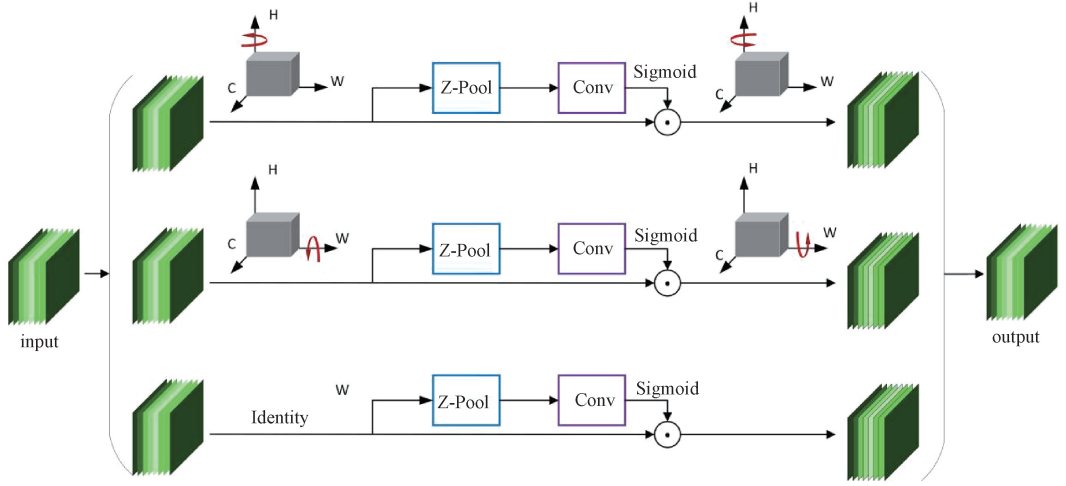 H
H
C
W
Z-Pool
Conv
Sigmoid
C
W
H
H
C
W
Z-Pool
Conv
Sigmoid
C
W
input
output
W
Z-Pool
Conv
Sigmoid
Identity